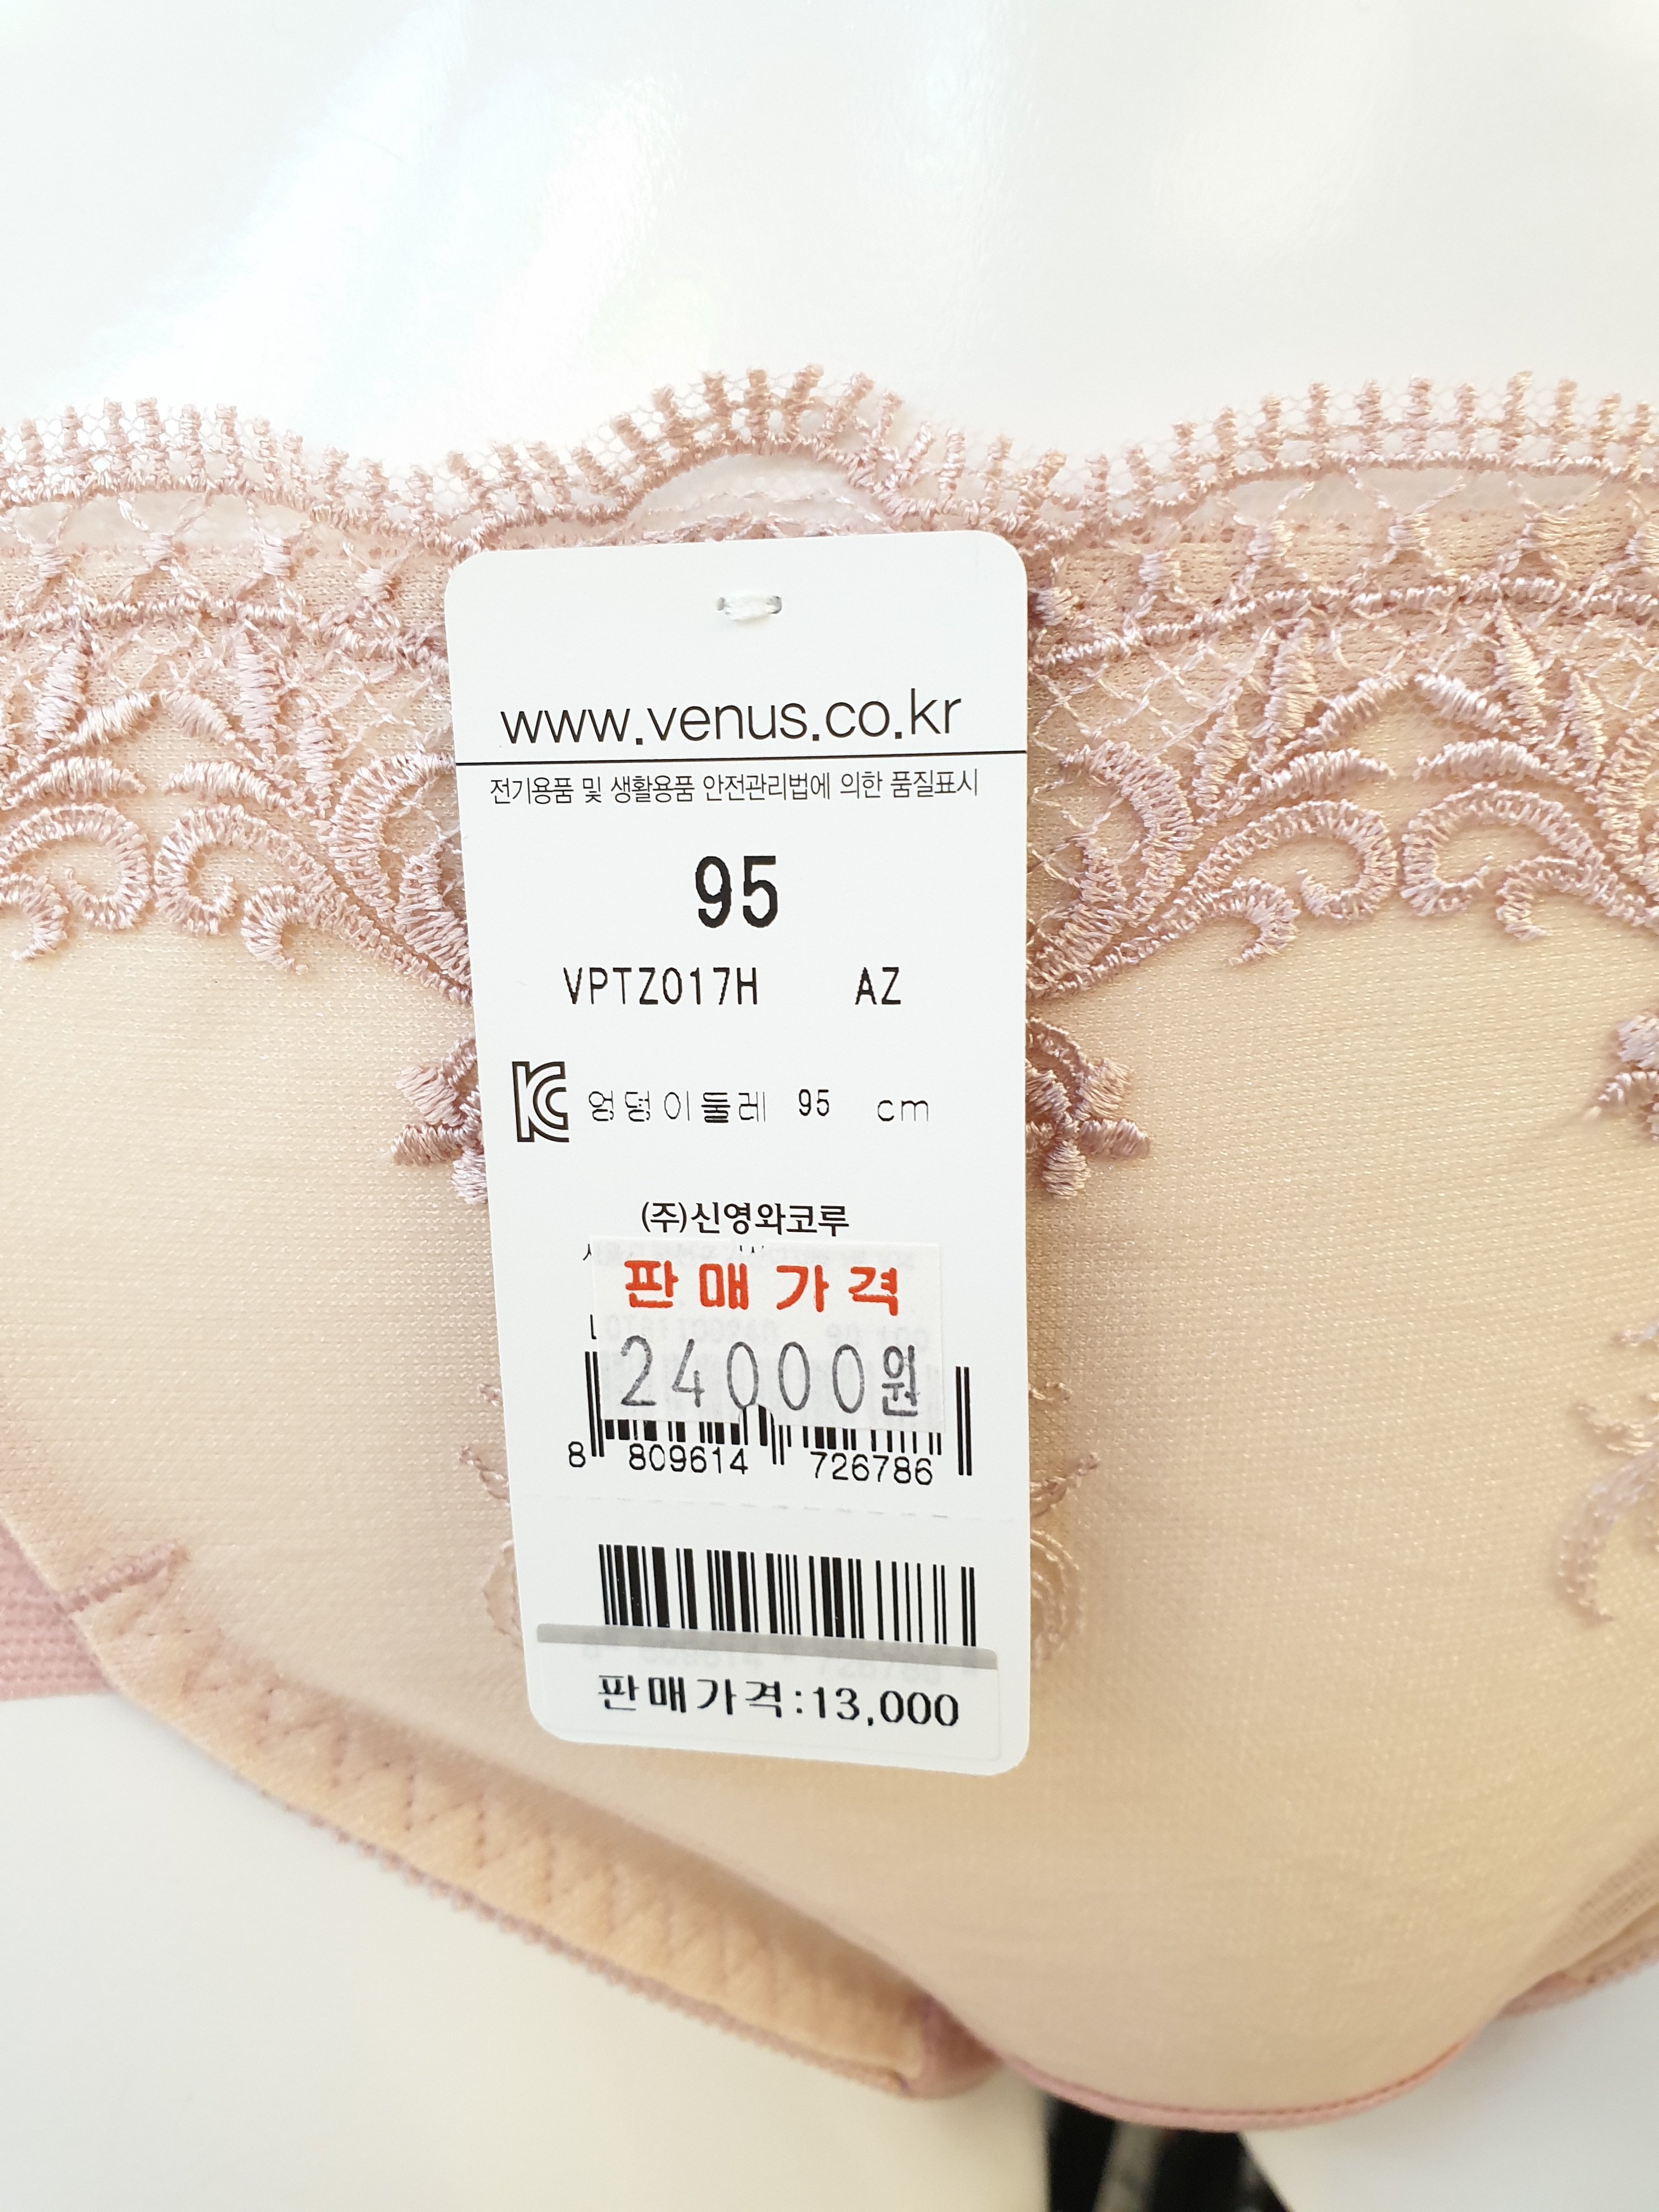 www.venus.co.kr
전기용품 및 생활용품 안전관리법에 의한 품질표시
95
VPTZ017H AZ
엉덩이둘레 95 cm
(주)신영와코루
판매가격
24000원
8 809614 726786
판매가격:13,000